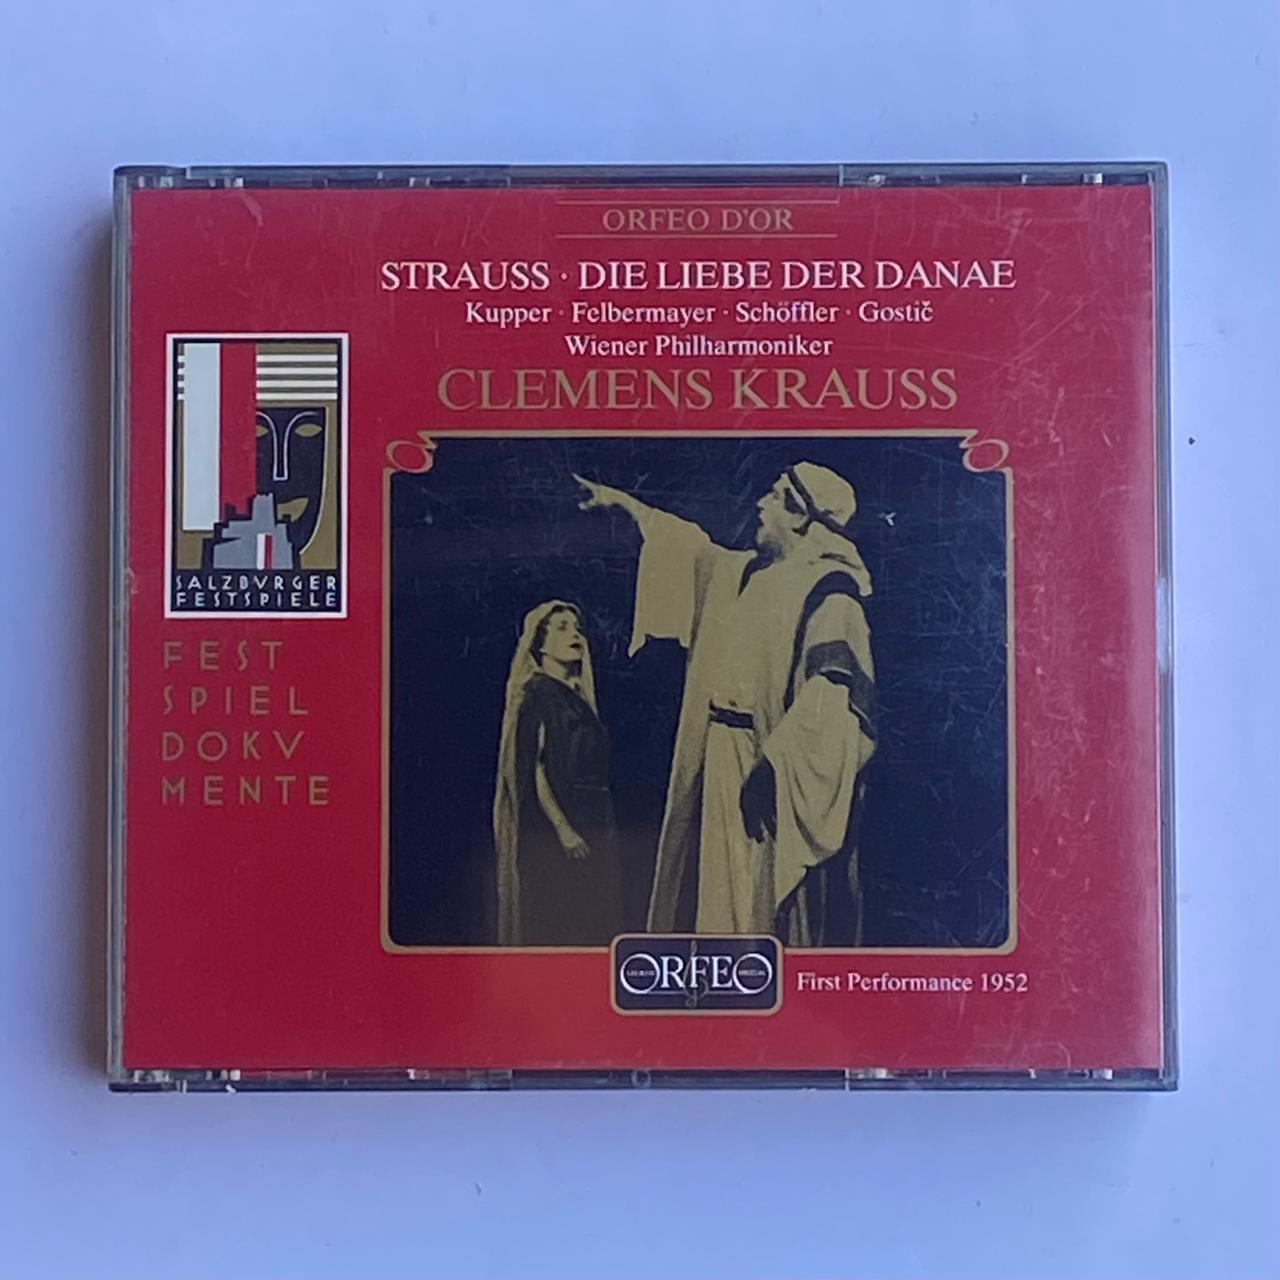 ORFEO D'OR
STRAUSS · DIE LIEBE DER DANAE
Kupper · Felbermayer · Schöffler · Gostič
Wiener Philharmoniker
CLEMENS KRAUSS
SALZBVRGER
FESTSPIELE
FEST
SPIEL
DOKV
MENTE
ORFEO
First Performance 1952